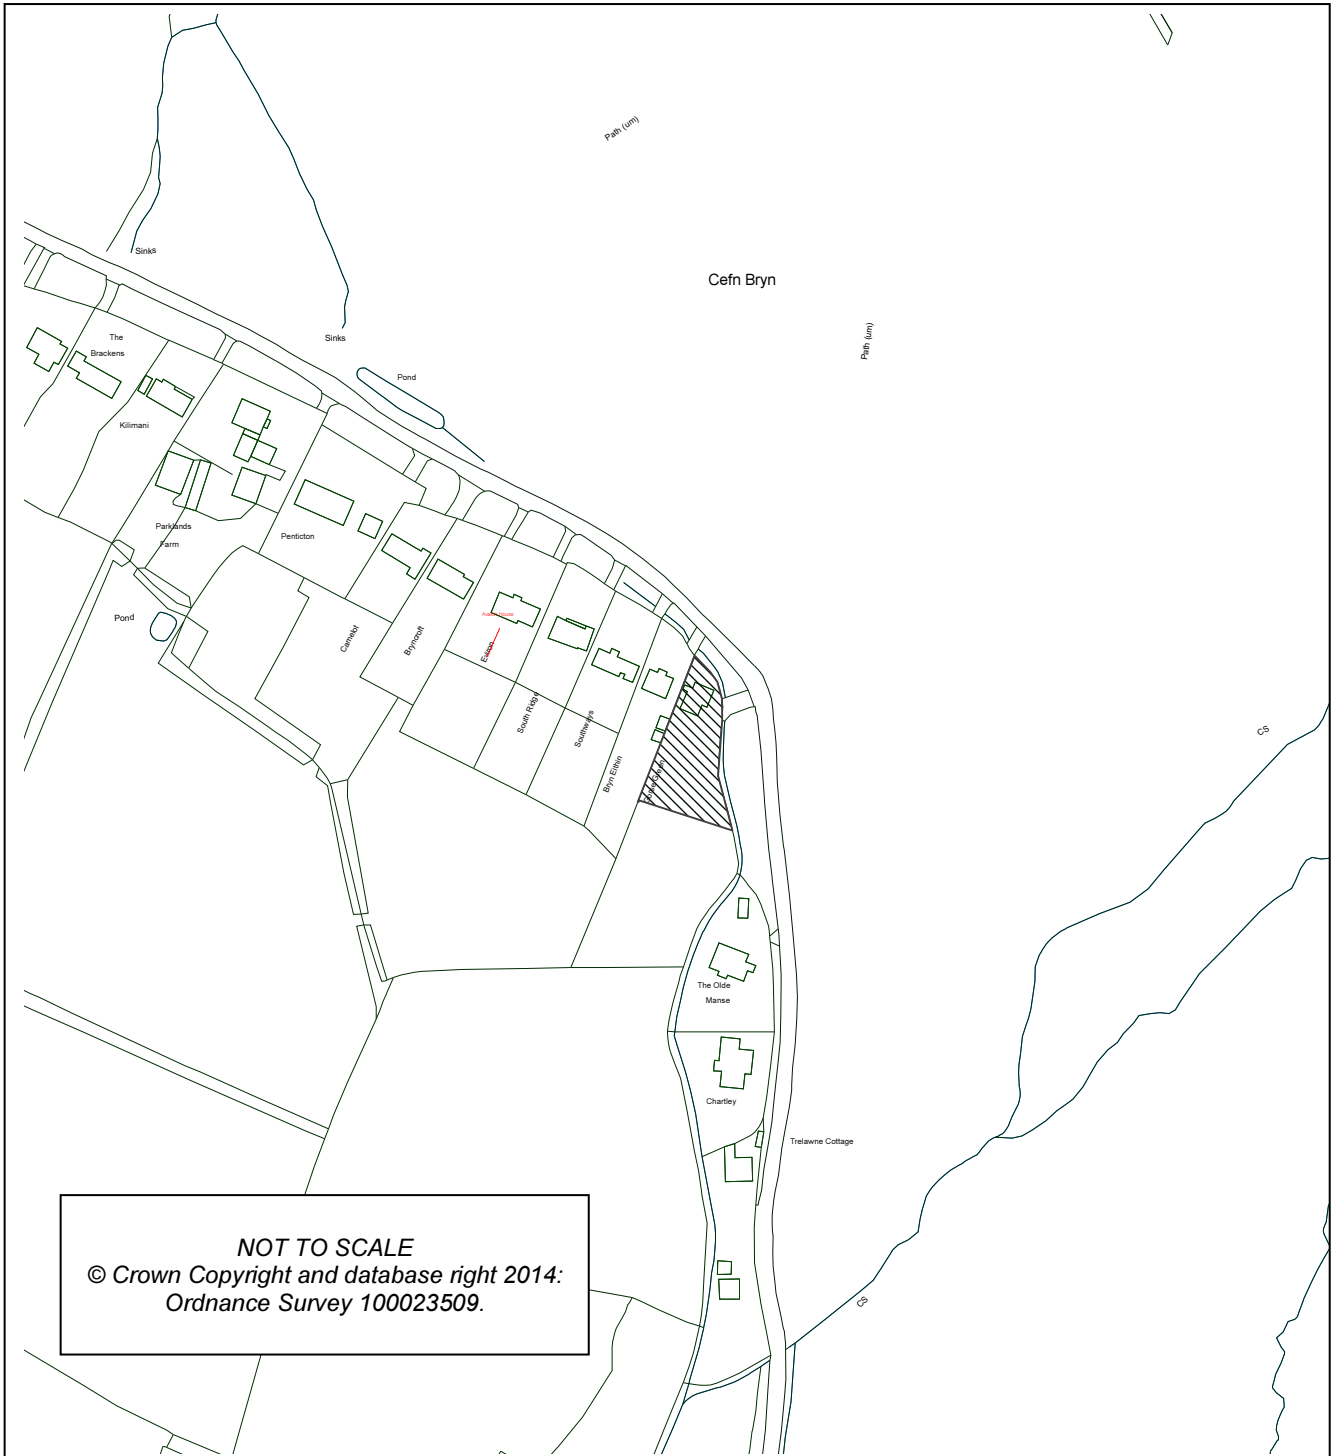 Path (um)
Sinks
Cefn Bryn
Sinks
Path (um)
The
Brackens
Pond
Kilimani
Parklands
Farm
Penticton
Pond
Camelot
Bryncroft
South Ridge
Southways
Bryn Eithin
CS
The Olde
Manse
Chartley
Trelawne Cottage
NOT TO SCALE
© Crown Copyright and database right 2014:
Ordnance Survey 100023509.
CS